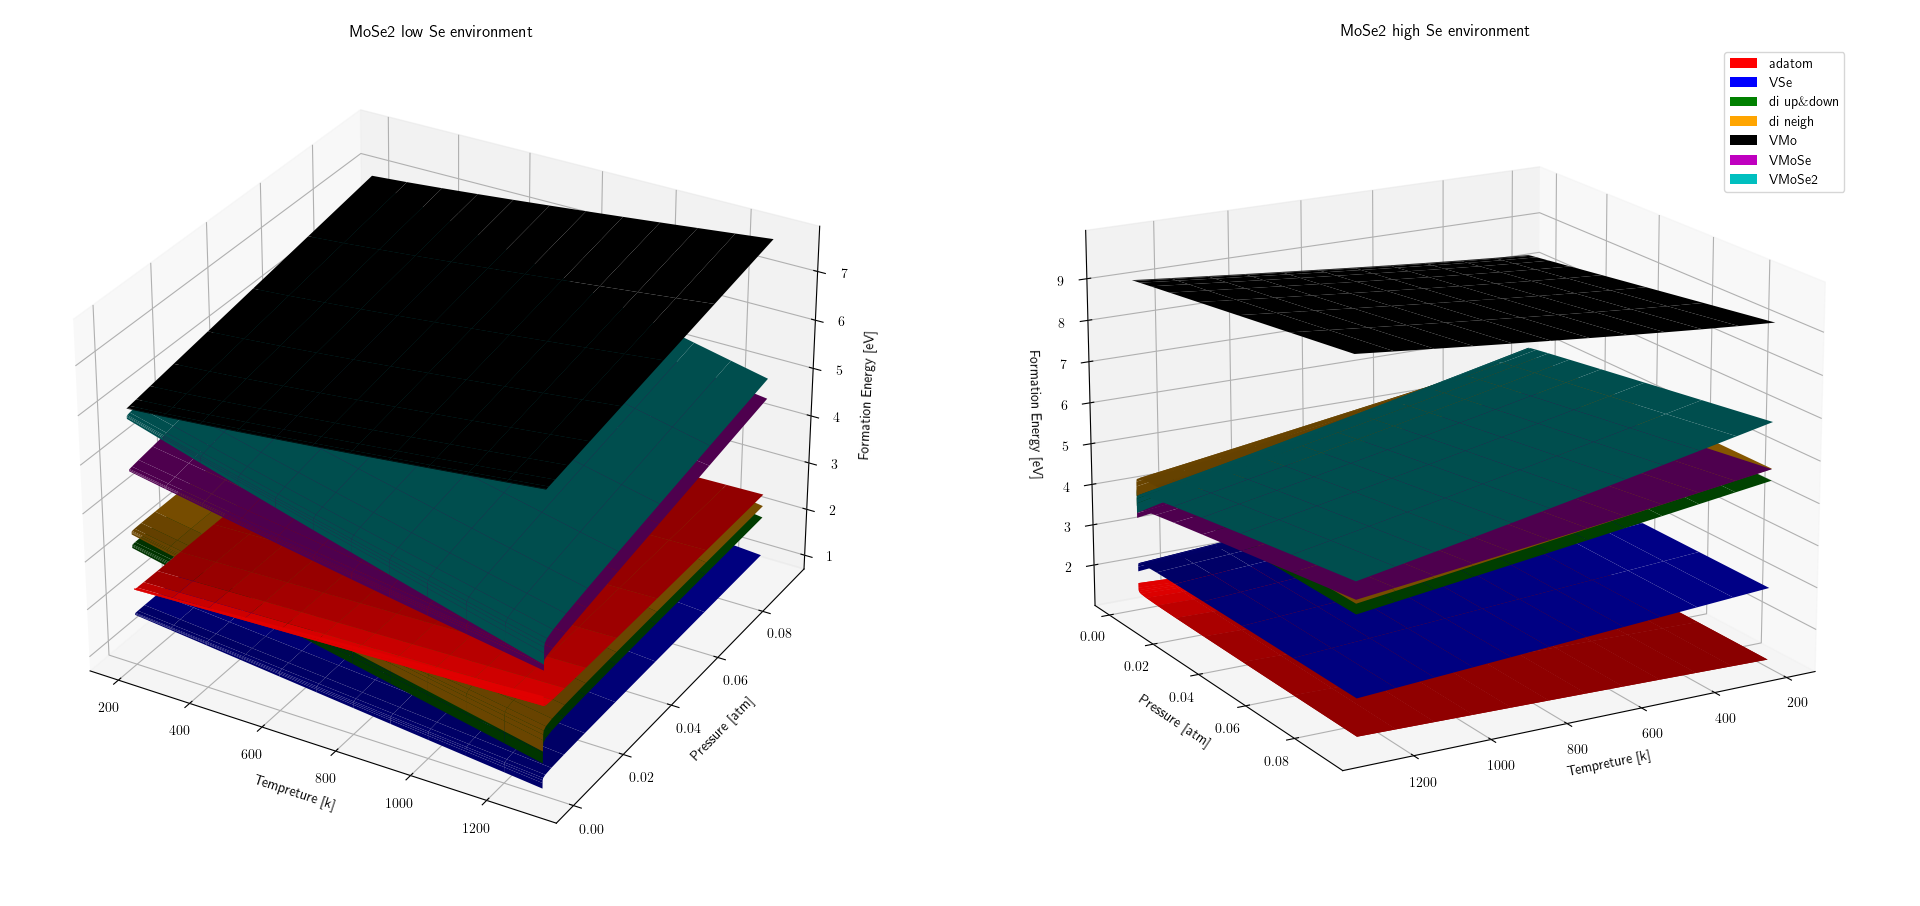 MoSe2 low Se environment
7
6
5
4
3
2
1
Formation Energy [eV]
200
400
600
800
1000
1200
Tempreture [k]
0.00
0.02
0.04
0.06
0.08
Pressure [atm]
MoSe2 high Se environment
adatom
VSe
di up&down
di neigh
VMo
VMoSe
VMoSe2
9
8
7
6
5
4
3
2
Formation Energy [eV]
0.00
0.02
0.04
0.06
0.08
Pressure [atm]
1200
1000
800
600
400
200
Tempreture [k]